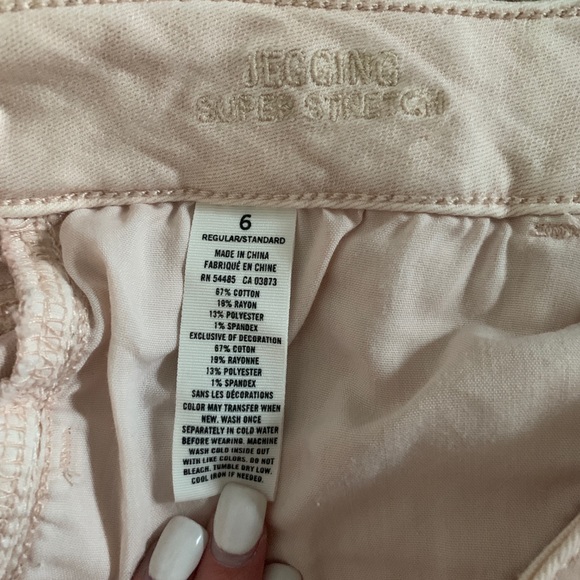 JEGGING
SUPER STRETCH
6
REGULAR/STANDARD
MADE IN CHINA
FABRIQUÉ EN CHINE
RN 54485 CA 03873
67% COTTON
19% RAYON
13% POLYESTER
1% SPANDEX
EXCLUSIVE OF DECORATION
67% COTON
19% RAYONNE
13% POLYESTER
1% SPANDEX
SANS LES DÉCORATIONS
COLOR MAY TRANSFER WHEN
NEW. WASH ONCE
SEPARATELY IN COLD WATER
BEFORE WEARING. MACHINE
WASH COLD INSIDE OUT
WITH LIKE COLORS. DO NOT
BLEACH. TUMBLE DRY LOW.
COOL IRON IF NEEDED.